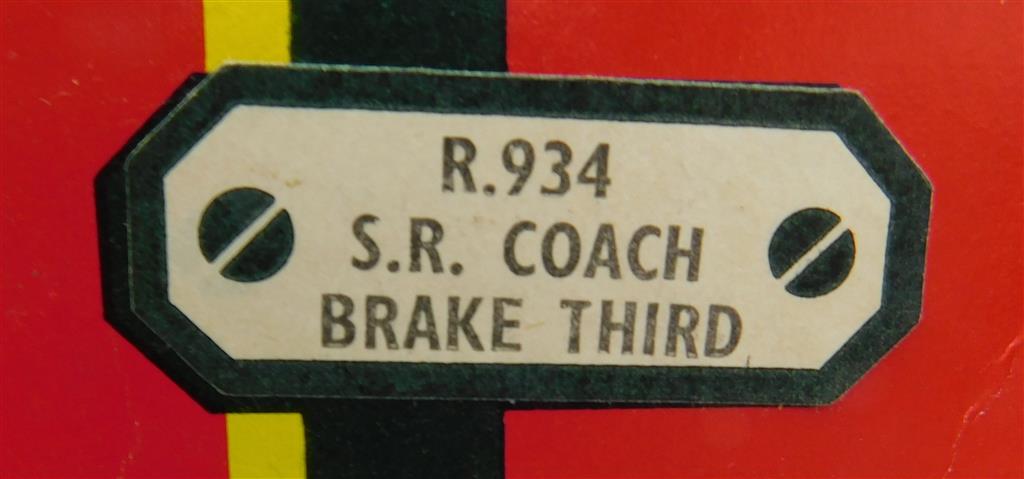 R.934
S.R. COACH
BRAKE THIRD